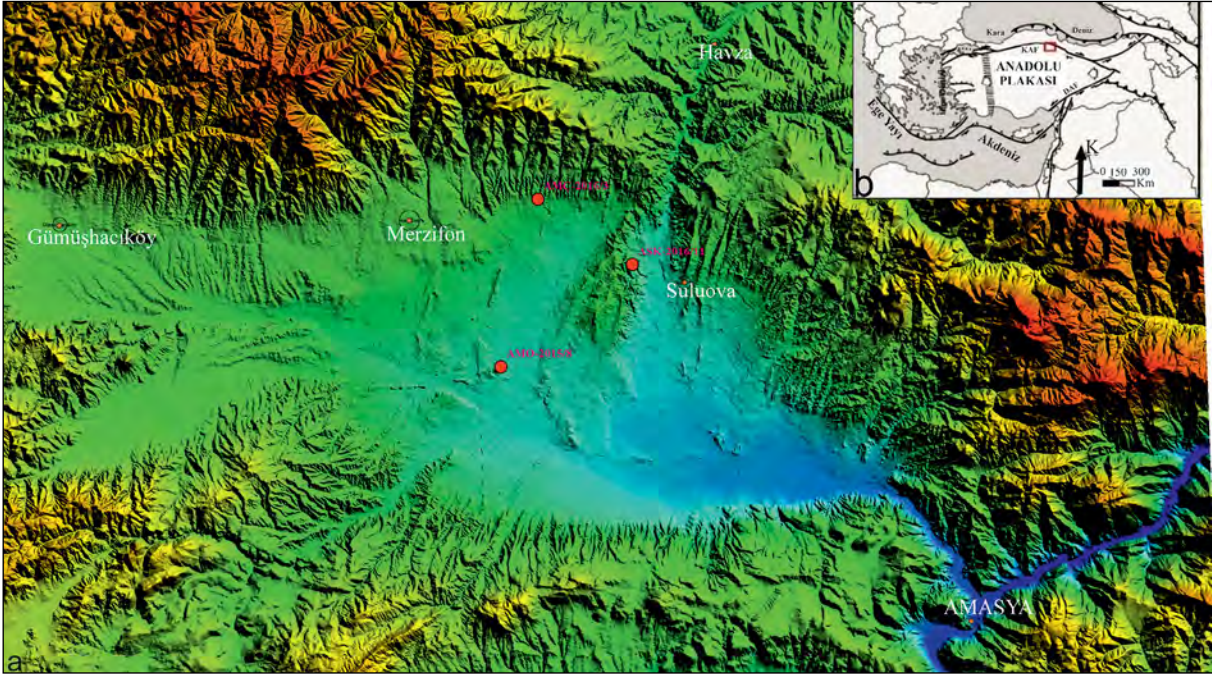 Havza
Gümüşhacıköy
Merzifon
Suluova
AMASYA
a
Kara
Deniz
KAF
ANADOLU
PLAKASI
DAF
Ege Yayı
Akdeniz
K
0 150 300
Km
b